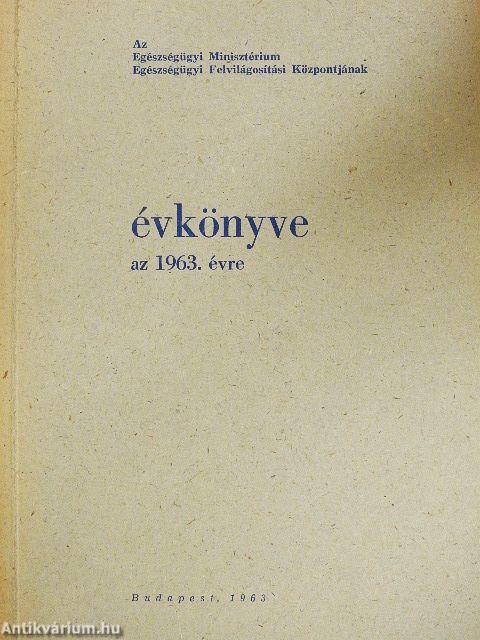 Az
Egészségügyi Minisztérium
Egészségügyi Felvilágosítási Központjának
évkönyve
az 1963. évre
Budapest, 1963
Antikvárium.hu